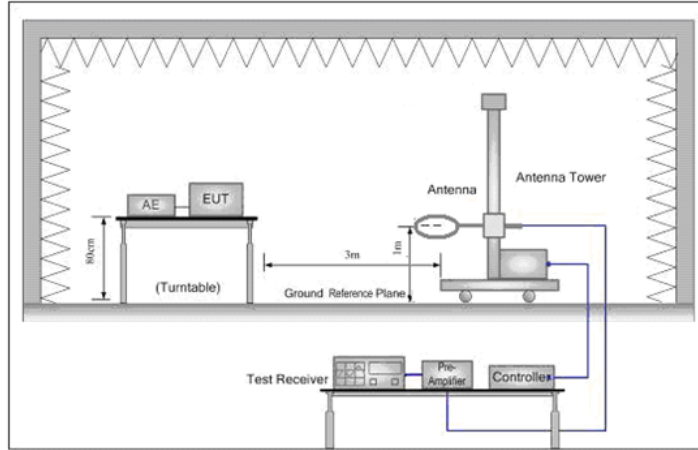 Antenna Tower
Antenna
EUT
AE
80cm
1m
3m
(Turntable)
Ground Reference Plane
Test Receiver
Pre-
Amplifier
Controller